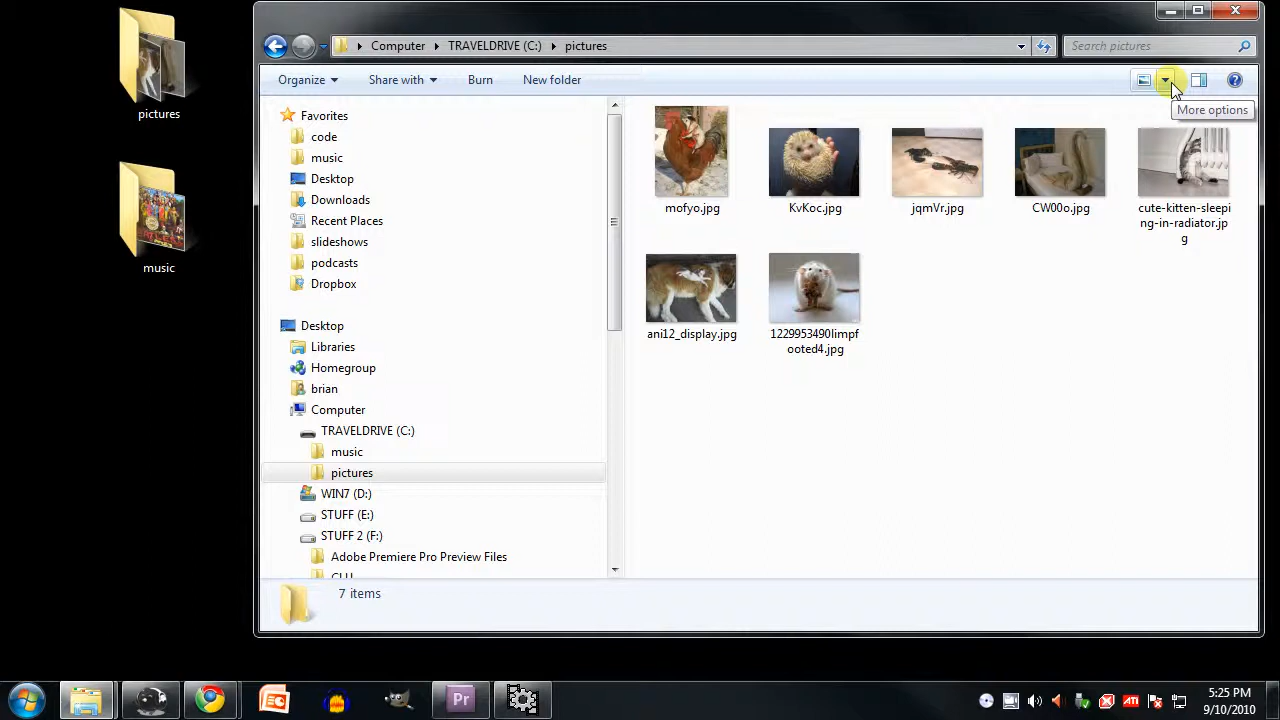 pictures
music
Computer
TRAVELDRIVE (C:)
pictures
Search pictures
Organize
Share with
Burn
New folder
More options
Favorites
code
music
Desktop
Downloads
Recent Places
slideshows
podcasts
Dropbox
Desktop
Libraries
Homegroup
brian
Computer
TRAVELDRIVE (C:)
music
pictures
WIN7 (D:)
STUFF (E:)
STUFF 2 (F:)
Adobe Premiere Pro Preview Files
mofyo.jpg
KvKoc.jpg
jqmVr.jpg
CW00o.jpg
cute-kitten-sleepi
ng-in-radiator.jp
g
ani12_display.jpg
1229953490limpf
ooted4.jpg
7 items
Pr
ATI
5:25 PM
9/10/2010